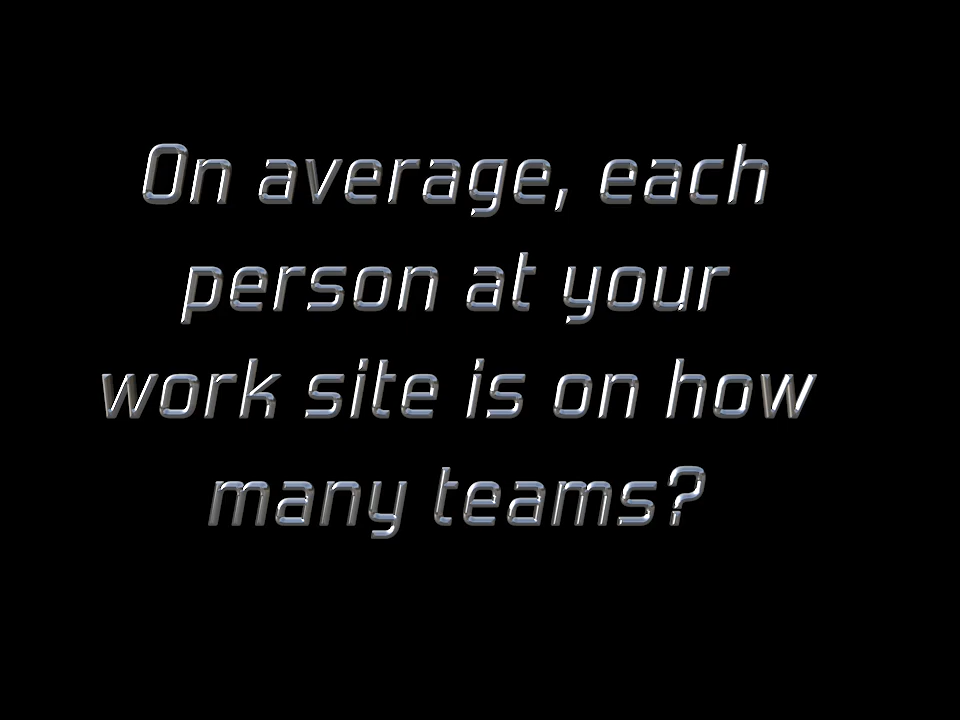 On average, each
person at your
work site is on how
many teams?